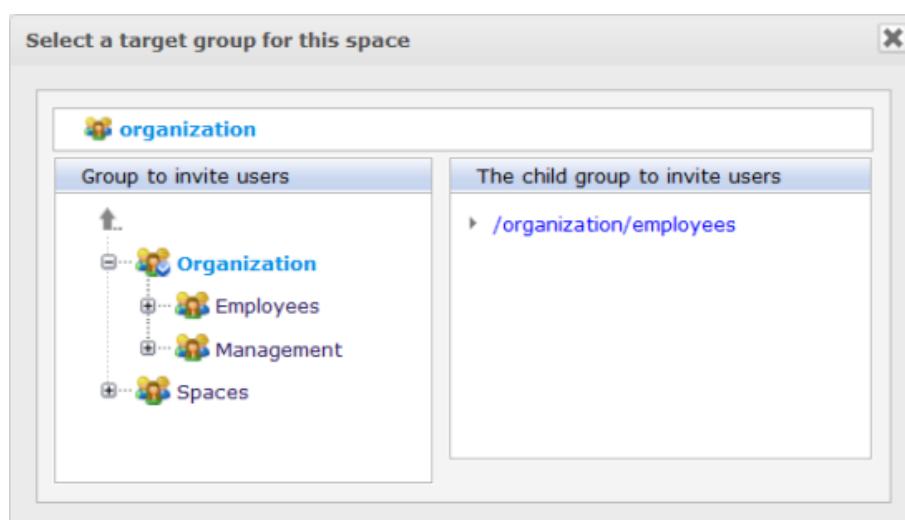 Select a target group for this space
organization
Group to invite users
Organization
Employees
Management
Spaces
The child group to invite users
/organization/employees